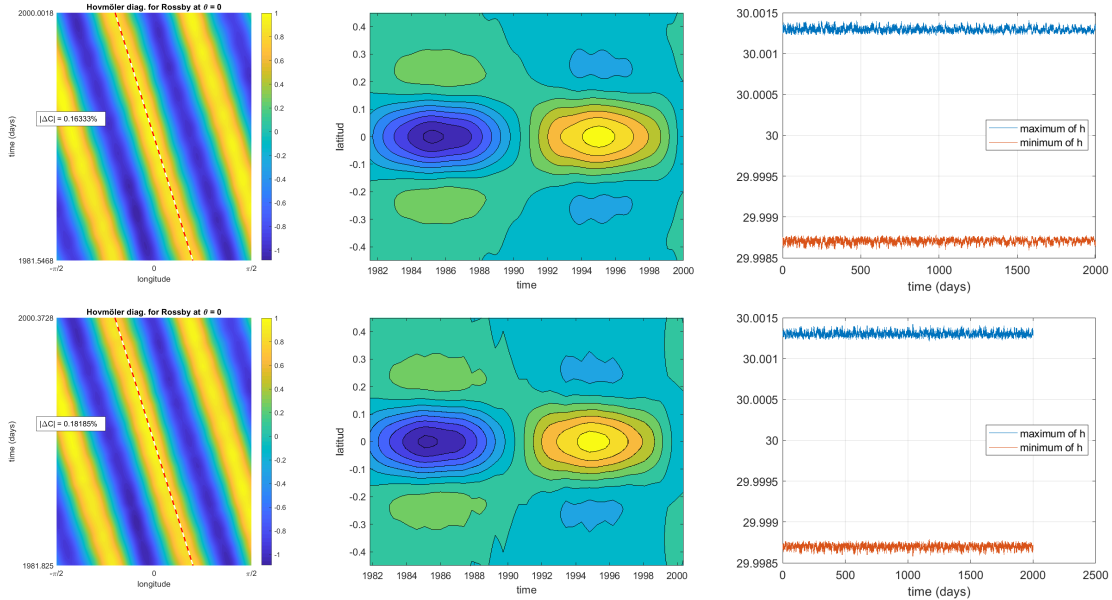 Hovmöler diag. for Rossby at θ = 0
2000.0018
|ΔC| = 0.16333%
time (days)
1981.5468
-π/2
0
π/2
longitude
1
0.8
0.6
0.4
0.2
0
-0.2
-0.4
-0.6
-0.8
-1
0.4
0.3
0.2
0.1
0
-0.1
-0.2
-0.3
-0.4
latitud
1982 1984 1986 1988 1990 1992 1994 1996 1998 2000
time
30.0015
30.001
30.0005
30
29.9995
29.999
29.9985
maximum of h
minimum of h
0 500 1000 1500 2000
time (days)
Hovmöler diag. for Rossby at θ = 0
2000.3728
|ΔC| = 0.18185%
time (days)
1981.825
-π/2
0
π/2
longitude
1
0.8
0.6
0.4
0.2
0
-0.2
-0.4
-0.6
-0.8
-1
0.4
0.3
0.2
0.1
0
-0.1
-0.2
-0.3
-0.4
latitud
1982 1984 1986 1988 1990 1992 1994 1996 1998 2000
time
30.0015
30.001
30.0005
30
29.9995
29.999
29.9985
maximum of h
minimum of h
0 500 1000 1500 2000 2500
time (days)